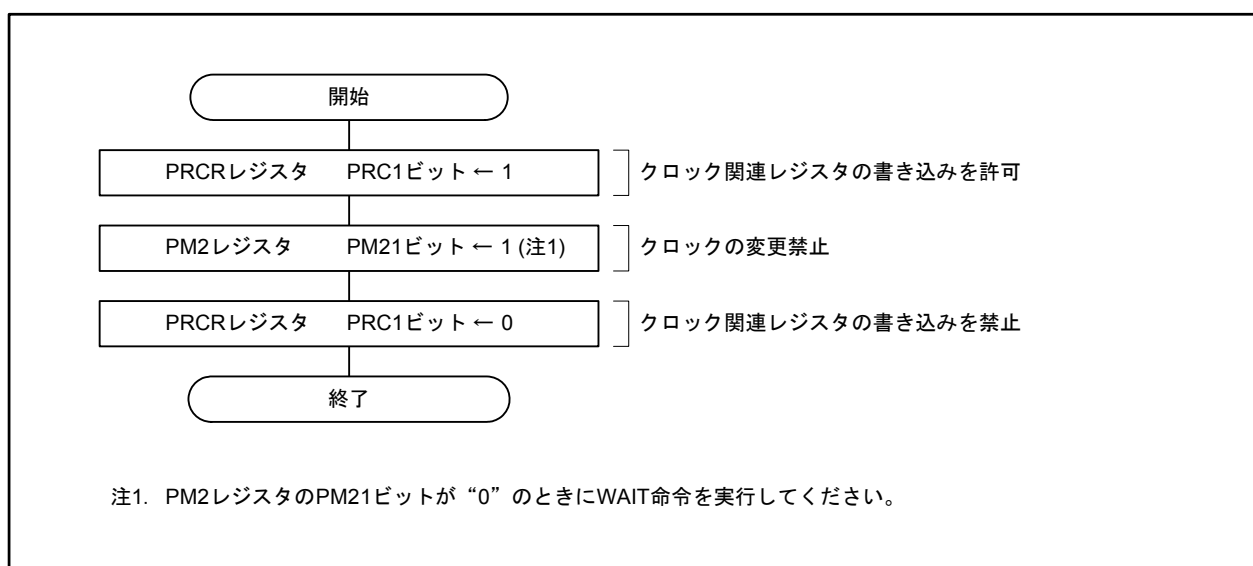 開始
PRCRレジスタ PRC1ビット ← 1 クロック関連レジスタの書き込みを許可
PM2レジスタ PM21ビット ← 1 (注1) クロックの変更禁止
PRCRレジスタ PRC1ビット ← 0 クロック関連レジスタの書き込みを禁止
終了
注1. PM2レジスタのPM21ビットが“0”のときにWAIT命令を実行してください。